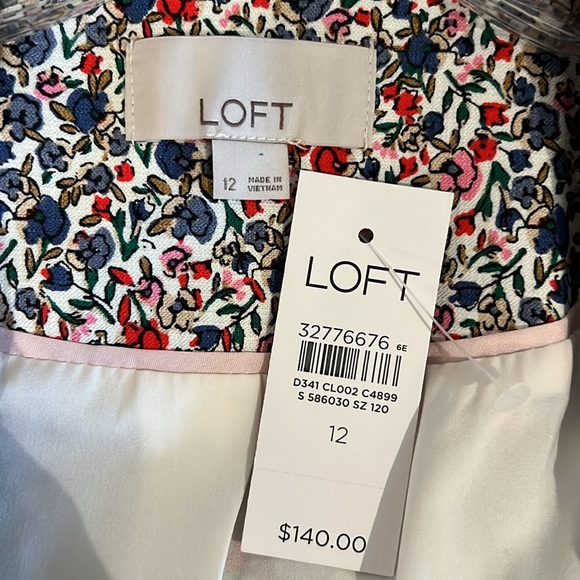 LOFT
12
MADE IN
VIETNAM
LOFT
32776676 6E
D341 CL002 C4899
S 586030 SZ 120
12
$140.00